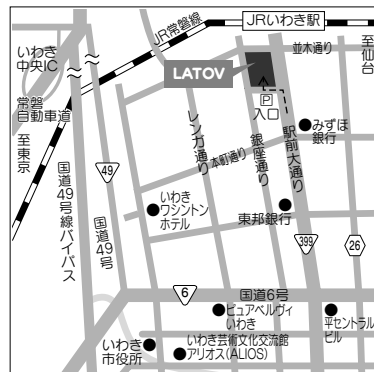 JR常磐線
JRいわき駅
至仙台
並木通り
いわき
中央IC
LATOV
常磐
自動車道
至東京
P
入口
みずほ
銀行
レンガ通り
本町通り
銀座通り
駅前大通り
49
国道49号線バイパス
国道49号
いわき
ワシントン
ホテル
東邦銀行
399
26
6
国道6号
ピュアベルヴィ
いわき
平セントラル
ビル
いわき
市役所
いわき芸術文化交流館
アリオス(ALIOS)